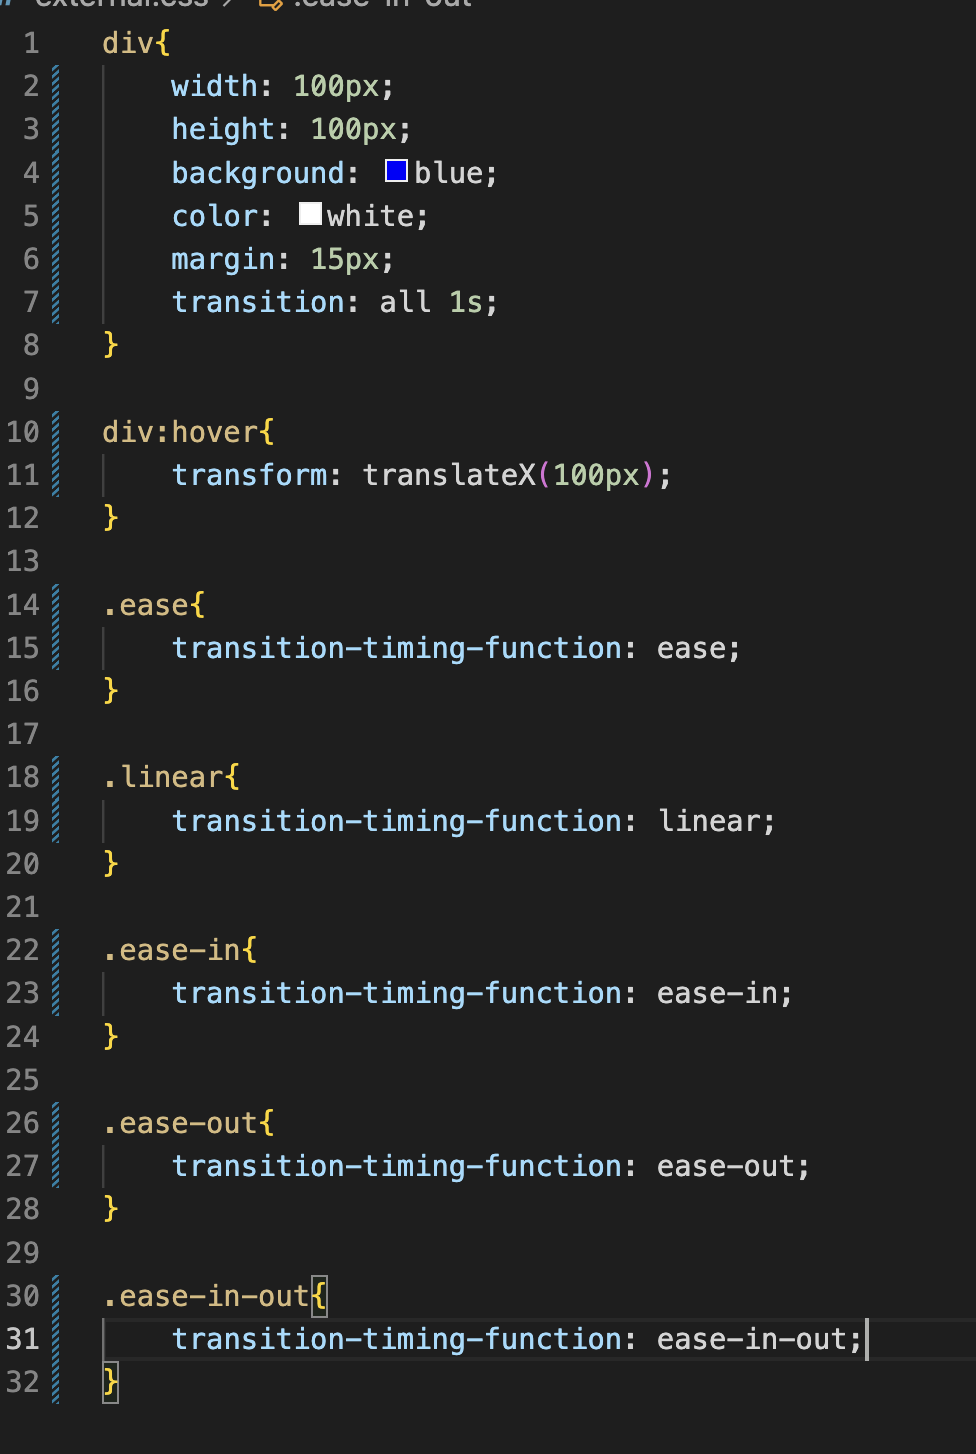 external.css > .ease-in-out
1 div{
2 width: 100px;
3 height: 100px;
4 background: blue;
5 color: white;
6 margin: 15px;
7 transition: all 1s;
8 }
9
10 div:hover{
11 transform: translateX(100px);
12 }
13
14 .ease{
15 transition-timing-function: ease;
16 }
17
18 .linear{
19 transition-timing-function: linear;
20 }
21
22 .ease-in{
23 transition-timing-function: ease-in;
24 }
25
26 .ease-out{
27 transition-timing-function: ease-out;
28 }
29
30 .ease-in-out{
31 transition-timing-function: ease-in-out;
32 }